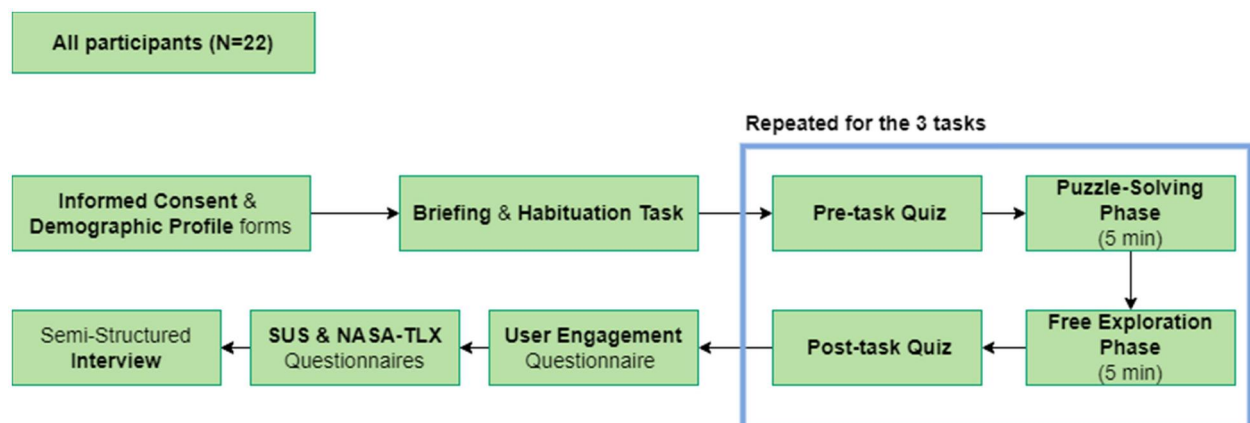 All participants (N=22)
Repeated for the 3 tasks
Informed Consent &
Demographic Profile forms
Briefing & Habituation Task
Pre-task Quiz
Puzzle-Solving
Phase
(5 min)
Free Exploration
Phase
(5 min)
Post-task Quiz
User Engagement
Questionnaire
SUS & NASA-TLX
Questionnaires
Semi-Structured
Interview